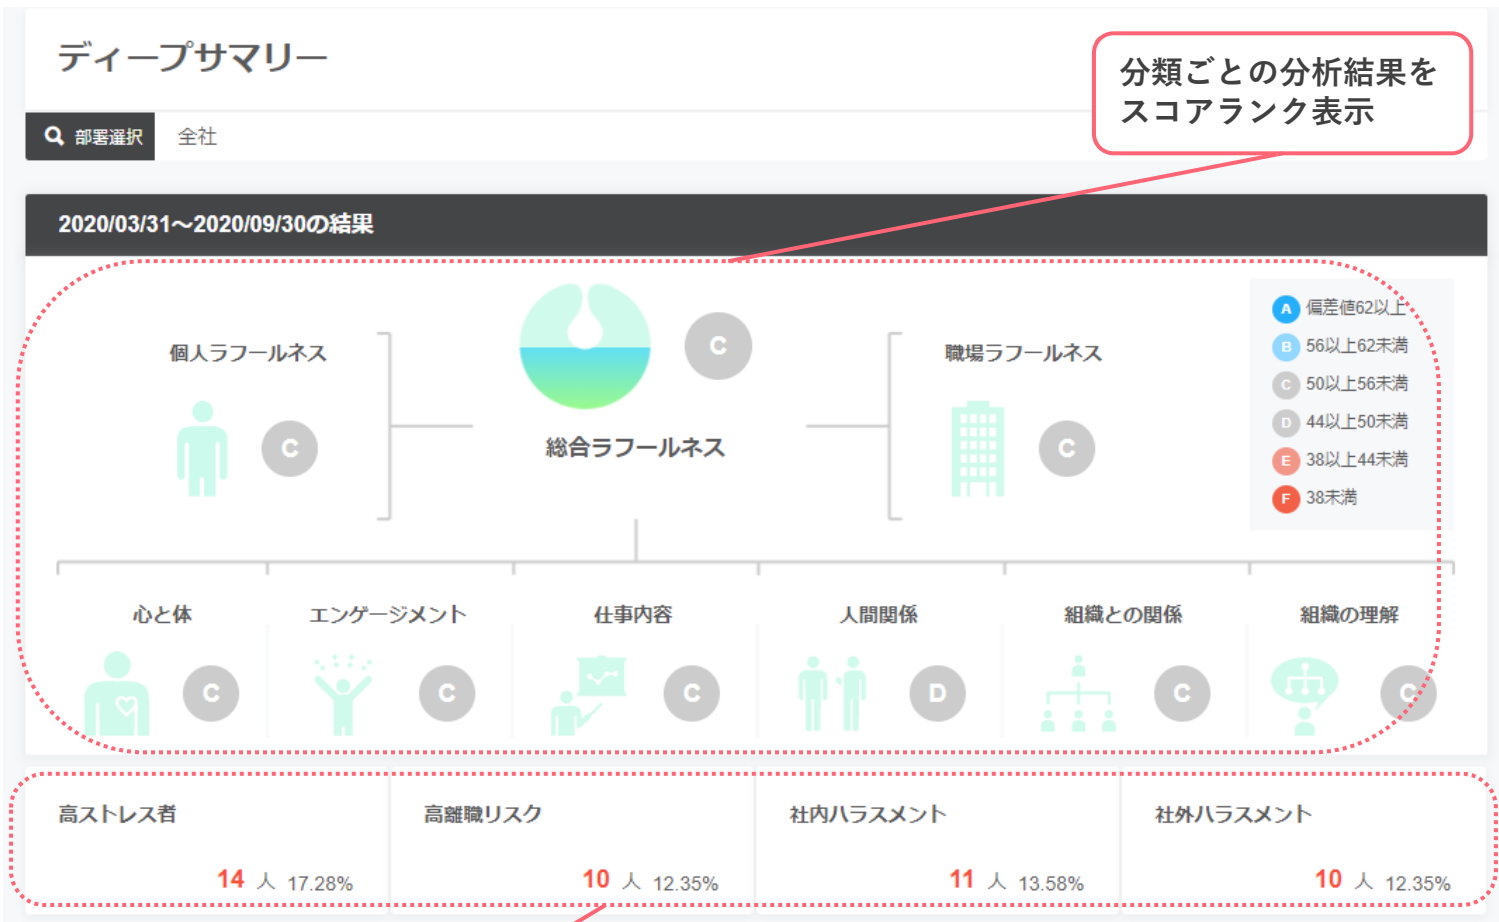 ディープサマリー
分類ごとの分析結果を
スコアランク表示
部署選択
全社
2020/03/31～2020/09/30の結果
個人ラフールネス
C
C
総合ラフールネス
職場ラフールネス
C
A 偏差値62以上
B 56以上62未満
C 50以上56未満
D 44以上50未満
E 38以上44未満
F 38未満
心と体
C
エンゲージメント
C
仕事内容
C
人間関係
D
組織との関係
C
組織の理解
C
高ストレス者
14 人 17.28%
高離職リスク
10 人 12.35%
社内ハラスメント
11 人 13.58%
社外ハラスメント
10 人 12.35%